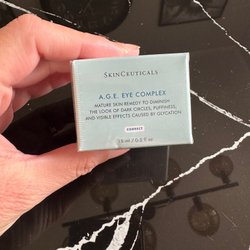 SKINCEUTICALS
A.G.E. EYE COMPLEX
MATURE SKIN REMEDY TO DIMINISH
THE LOOK OF DARK CIRCLES, PUFFINESS,
AND VISIBLE EFFECTS CAUSED BY GLYCATION
CORRECT
15 ml / 0.5 fl oz